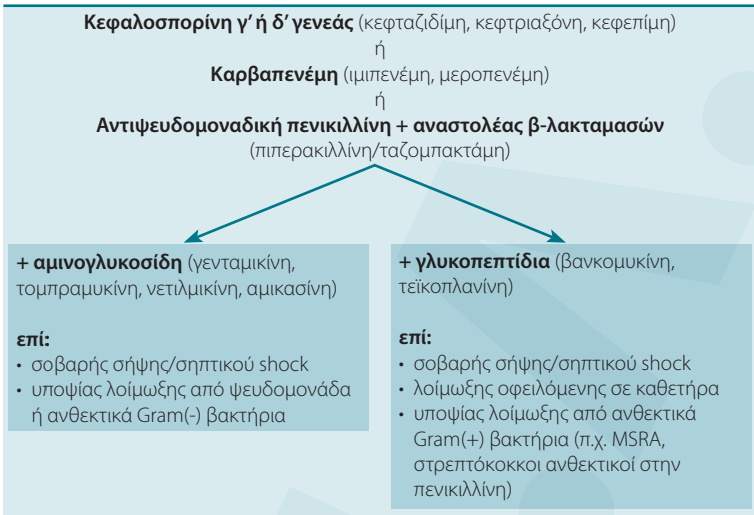 Κεφαλοσπορίνη γ’ ή δ’ γενεάς (κεφταζιδίμη, κεφτριαξόνη, κεφεπίμη)
ή
Καρβαπενέμη (ιμιπενέμη, μεροπενέμη)
ή
Αντιψευδομοναδική πενικιλλίνη + αναστολέας β-λακταμασών
(πιπερακιλλίνη/ταζομπακτάμη)
+ αμινογλυκοσίδη (γενταμικίνη,
τομπραμυκίνη, νετιλμικίνη, αμικασίνη)
επί:
• σοβαρής σήψης/σηπτικού shock
• υποψίας λοίμωξης από ψευδομονάδα
ή ανθεκτικά Gram(-) βακτήρια
+ γλυκοπεπτίδια (βανκομυκίνη,
τεϊκοπλανίνη)
επί:
• σοβαρής σήψης/σηπτικού shock
• λοίμωξης οφειλόμενης σε καθετήρα
• υποψίας λοίμωξης από ανθεκτικά
Gram(+) βακτήρια (π.χ. MSRA,
στρεπτόκοκκοι ανθεκτικοί στην
πενικιλλίνη)